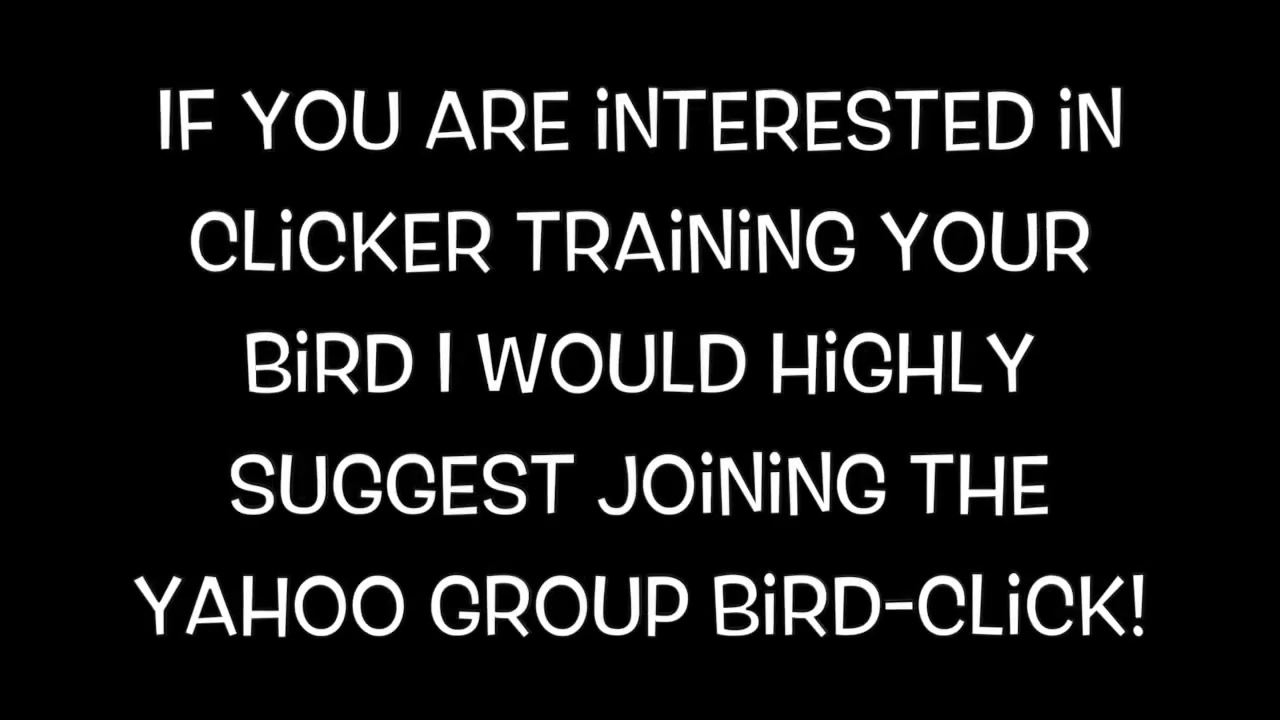 IF YOU ARE INTERESTED IN
CLICKER TRAINING YOUR
BIRD I WOULD HIGHLY
SUGGEST JOINING THE
YAHOO GROUP BIRD-CLICK!